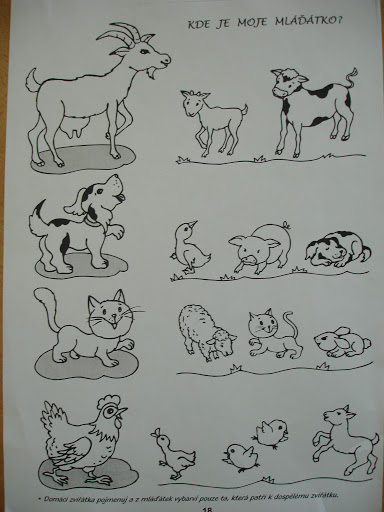 KDE JE MOJE MLÁĎÁTKO?
• Domácí zvířátka pojmenuj a z mláďátek vybarvi pouze ta, která patří k dospělému zvířátku.
18